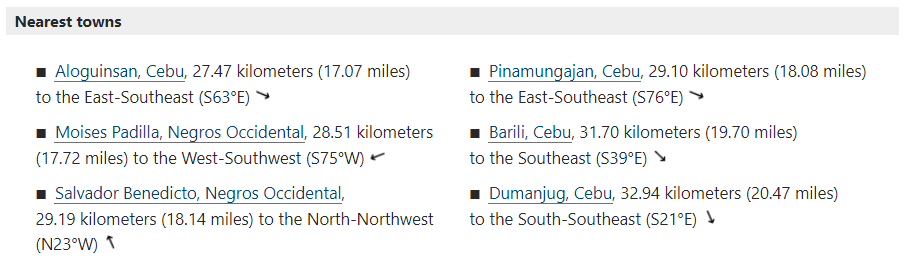 Nearest towns
■ Aloguinsan, Cebu, 27.47 kilometers (17.07 miles)
to the East-Southeast (S63°E)
■ Moises Padilla, Negros Occidental, 28.51 kilometers
(17.72 miles) to the West-Southwest (S75°W)
■ Salvador Benedicto, Negros Occidental,
29.19 kilometers (18.14 miles) to the North-Northwest
(N23°W)
■ Pinamungajan, Cebu, 29.10 kilometers (18.08 miles)
to the East-Southeast (S76°E)
■ Barili, Cebu, 31.70 kilometers (19.70 miles)
to the Southeast (S39°E)
■ Dumanjug, Cebu, 32.94 kilometers (20.47 miles)
to the South-Southeast (S21°E)